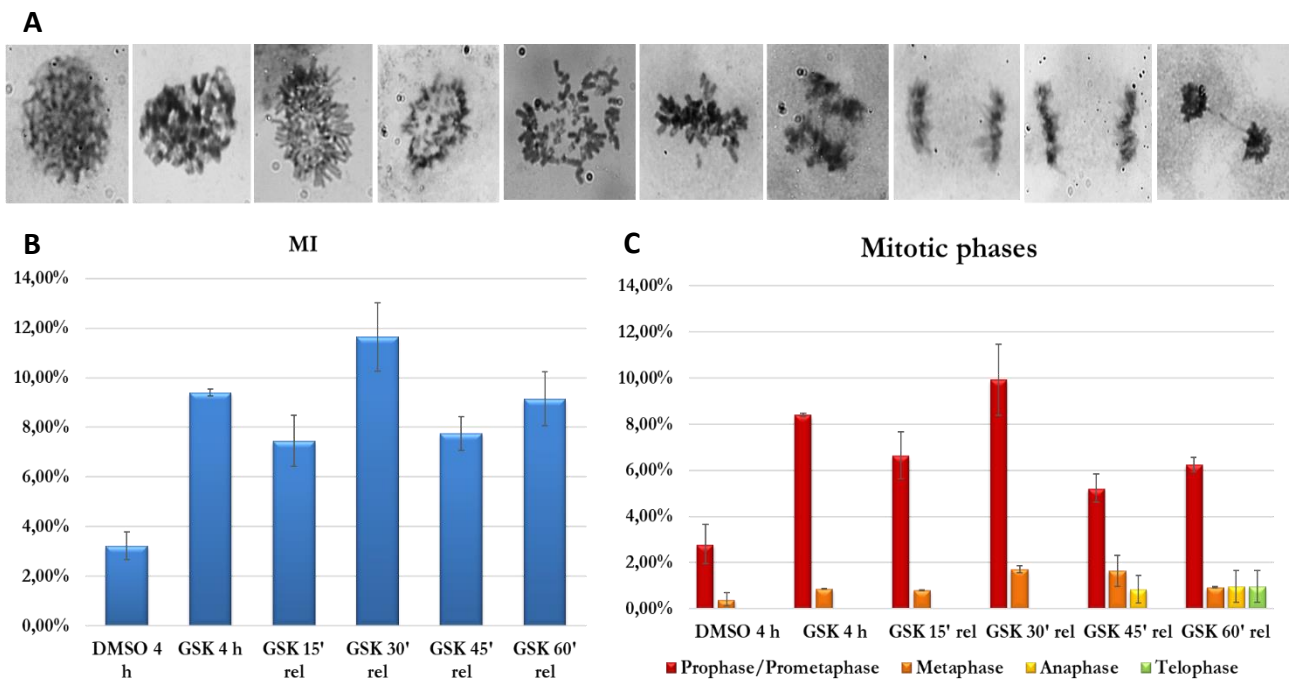 A
B
MI
14,00%
12,00%
10,00%
8,00%
6,00%
4,00%
2,00%
0,00%
DMSO 4 h
GSK 4 h
GSK 15' rel
GSK 30' rel
GSK 45' rel
GSK 60' rel
C
Mitotic phases
14,00%
12,00%
10,00%
8,00%
6,00%
4,00%
2,00%
0,00%
DMSO 4 h
GSK 4 h
GSK 15' rel
GSK 30' rel
GSK 45' rel
GSK 60' rel
Prophase/Prometaphase
Metaphase
Anaphase
Telophase